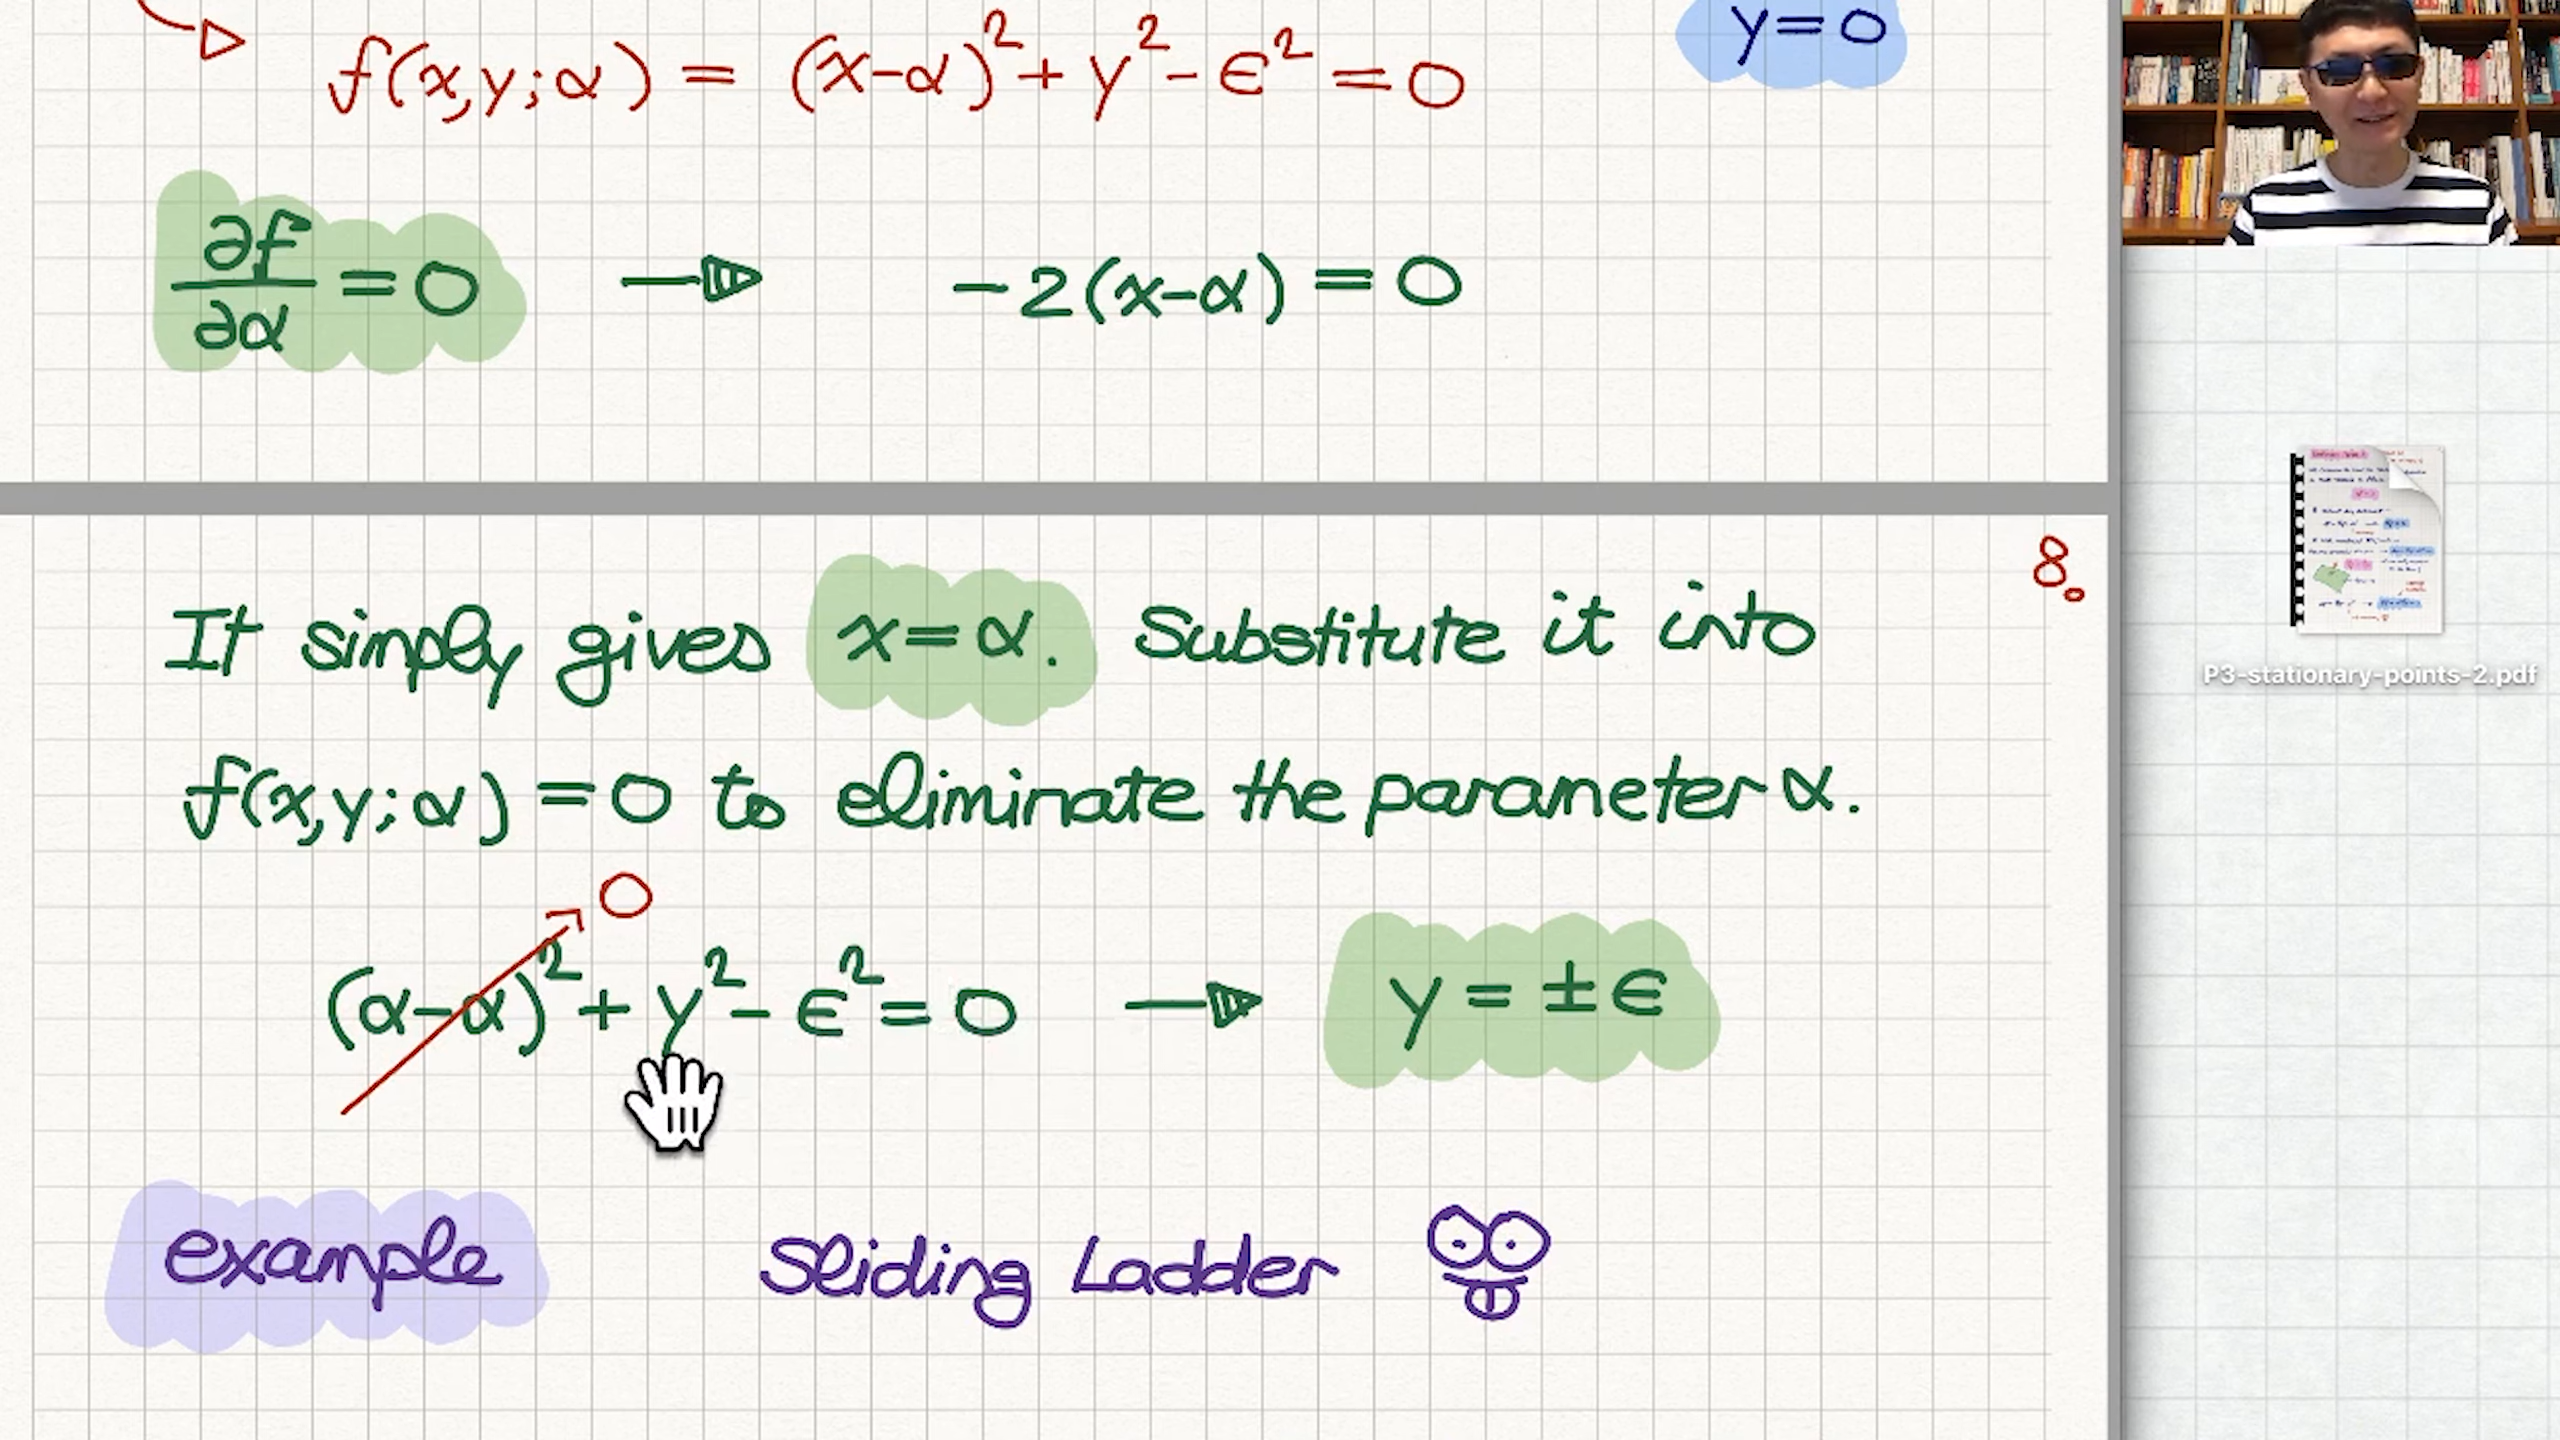 f(x,y;α) = (x-α)²+ y²- ϵ² = 0
y=0
∂f/∂α = 0 → -2(x-α) = 0
8.
It simply gives x=α. Substitute it into
f(x,y;α) = 0 to eliminate the parameter α.
0
(α-α)²+ y²- ϵ²= 0 → y = ±ϵ
example Sliding Ladder
P3-stationary-points-2.pdf